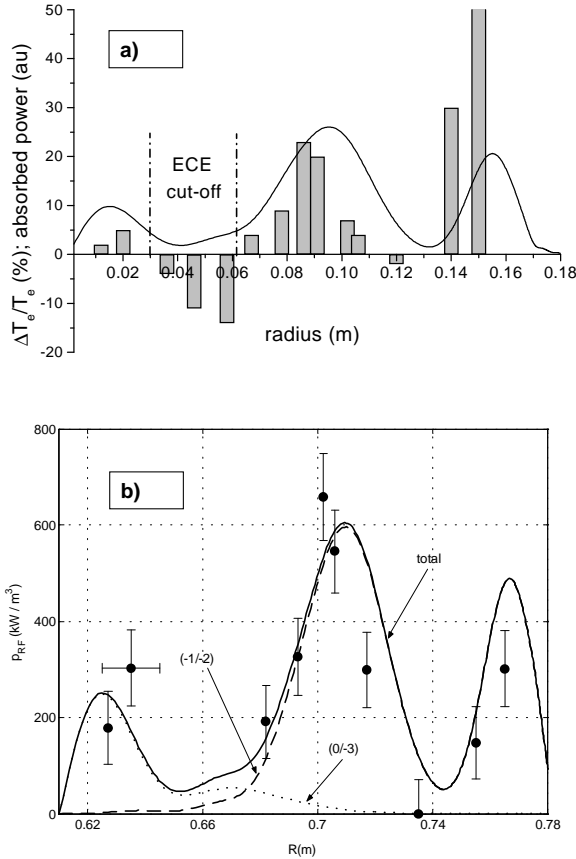 50
a)
40
30
ECE
cut-off
20
10
0
0.02 0.04 0.06 0.08 0.10 0.12 0.14 0.16 0.18
-10
-20
radius (m)
ΔT_e/T_e (%); absorbed power (au)
800
b)
600
total
400
(-1/-2)
200
(0/-3)
0
0.62 0.66 0.7 0.74 0.78
R(m)
p_RF (kW / m³)